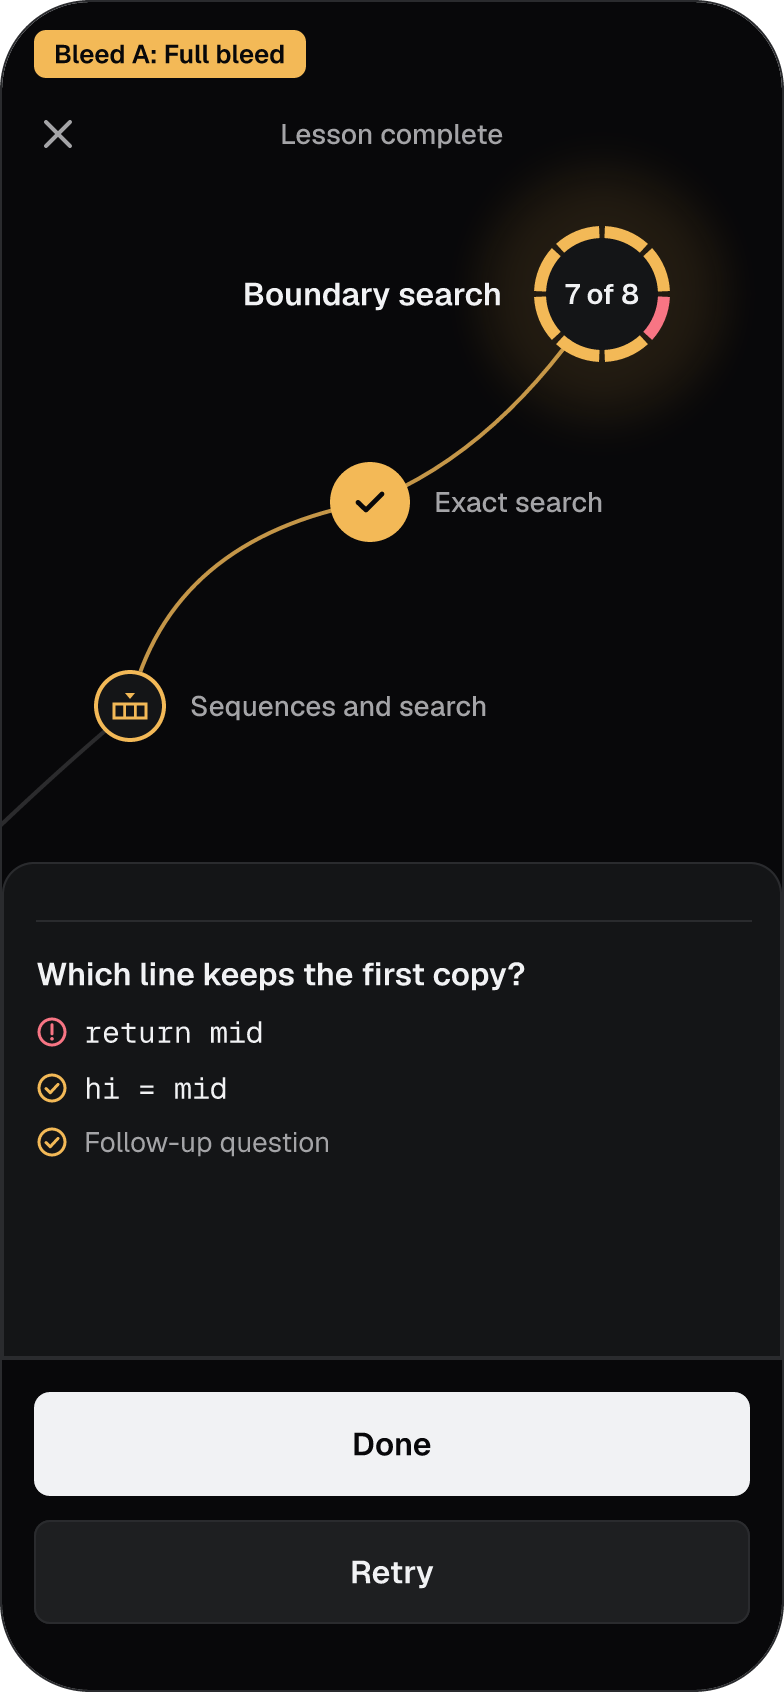 Bleed A: Full bleed
Lesson complete
Boundary search
7 of 8
Exact search
Sequences and search
Which line keeps the first copy?
return mid
hi = mid
Follow-up question
Done
Retry